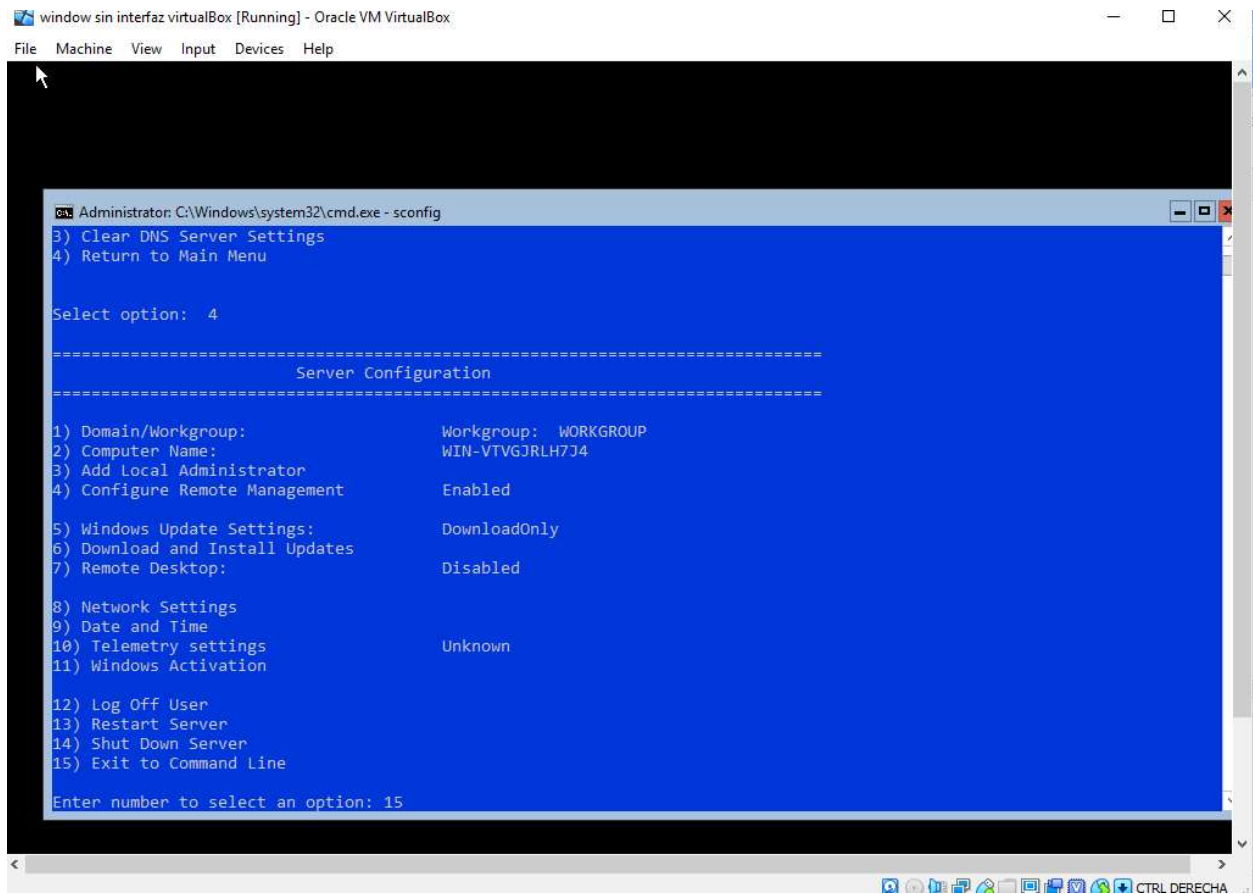 window sin interfaz virtualBox [Running] - Oracle VM VirtualBox
File Machine View Input Devices Help
Administrator: C:\Windows\system32\cmd.exe - sconfig
3) Clear DNS Server Settings
4) Return to Main Menu
Select option: 4
===============================================================================
Server Configuration
===============================================================================
1) Domain/Workgroup: Workgroup: WORKGROUP
2) Computer Name: WIN-VTVGJRLH7J4
3) Add Local Administrator
4) Configure Remote Management Enabled
5) Windows Update Settings: DownloadOnly
6) Download and Install Updates
7) Remote Desktop: Disabled
8) Network Settings
9) Date and Time
10) Telemetry settings Unknown
11) Windows Activation
12) Log Off User
13) Restart Server
14) Shut Down Server
15) Exit to Command Line
Enter number to select an option: 15
CTRL DERECHA